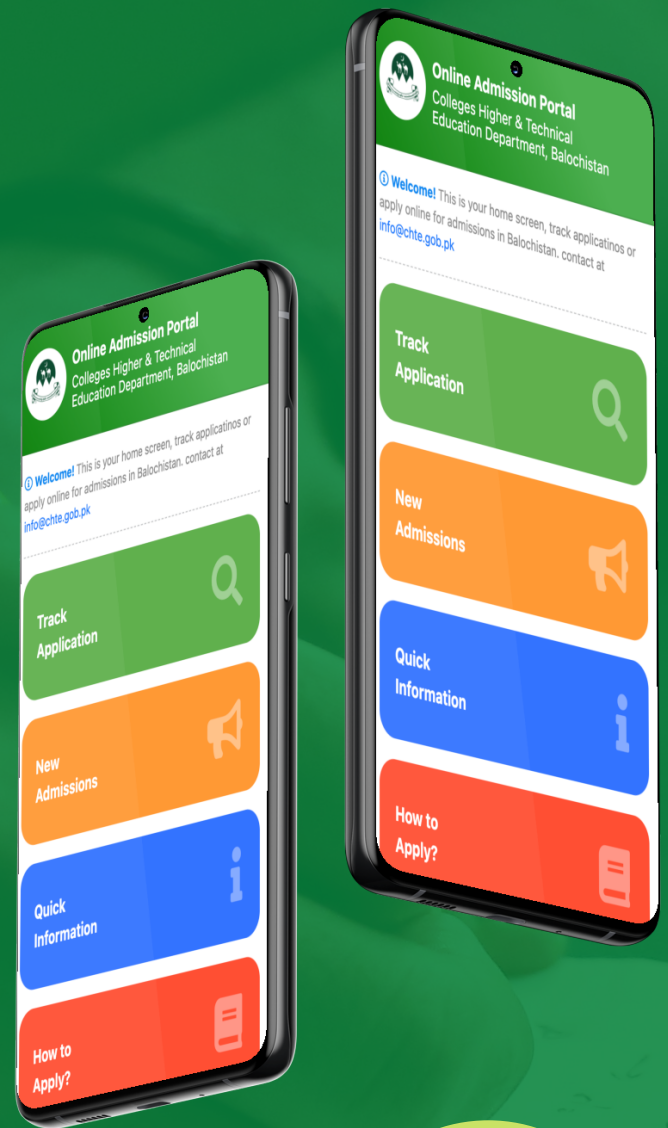 Online Admission Portal
Colleges Higher & Technical
Education Department, Balochistan
Welcome! This is your home screen, track applicatinos or
apply online for admissions in Balochistan. contact at
info@chte.gob.pk
Track
Application
New
Admissions
Quick
Information
How to
Apply?
Online Admission Portal
Colleges Higher & Technical
Education Department, Balochistan
Welcome! This is your home screen, track applicatinos or
apply online for admissions in Balochistan. contact at
info@chte.gob.pk
Track
Application
New
Admissions
Quick
Information
How to
Apply?